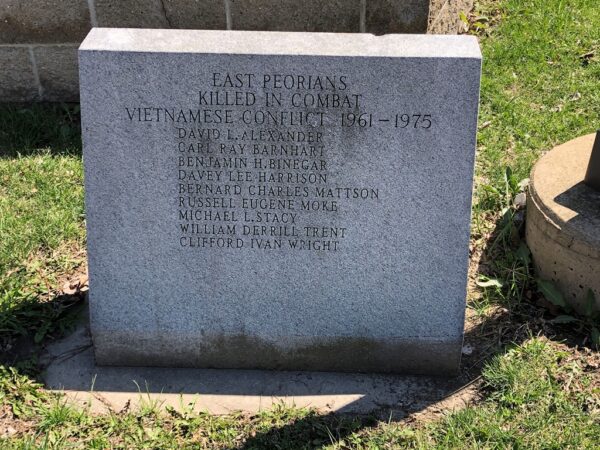 EAST PEORIANS
KILLED IN COMBAT
VIETNAMESE CONFLICT 1961-1975
DAVID L. ALEXANDER
CARL RAY BARNHART
BENJAMIN H. BINEGAR
DAVEY LEE HARRISON
BERNARD CHARLES MATTSON
RUSSELL EUGENE MOKE
MICHAEL L. STACY
WILLIAM DERRILL TRENT
CLIFFORD IVAN WRIGHT